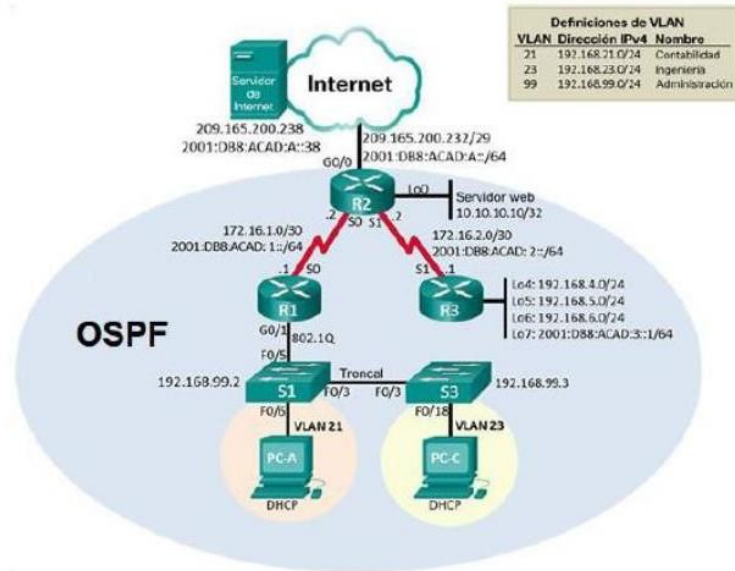 Definiciones de VLAN
VLAN Dirección IPv4 Nombre
21 192.168.21.0/24 Contabilidad
23 192.168.23.0/24 Ingeniería
99 192.168.99.0/24 Administración
Servidor de Internet
Internet
209.165.200.238
2001:DB8:ACAD:A::38
209.165.200.232/29
2001:DB8:ACAD:A::/64
G0/0
R2
Lo0
Servidor web
10.10.10.10/32
.2 S0 S1 .2
172.16.1.0/30
2001:DB8:ACAD:1::/64
172.16.2.0/30
2001:DB8:ACAD:2::/64
.1 S0
S1 .1
R1
R3
Lo4: 192.168.4.0/24
Lo5: 192.168.5.0/24
Lo6: 192.168.6.0/24
Lo7: 2001:DB8:ACAD:3::1/64
OSPF
G0/1
802.1Q
F0/5
192.168.99.2
S1
F0/3
Troncal
F0/3
S3
192.168.99.3
F0/6
VLAN 21
F0/18
VLAN 23
PC-A
DHCP
PC-C
DHCP